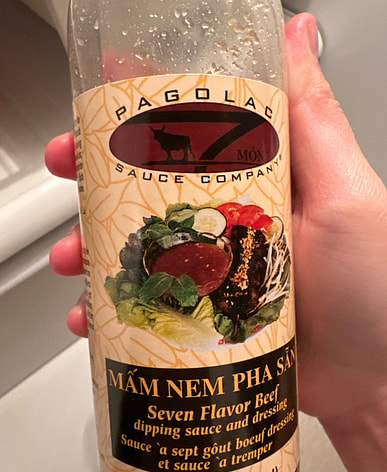 PAGOLAC
7
MÓN
SAUCE COMPANY®
MẮM NEM PHA SẴN
Seven Flavor Beef
dipping sauce and dressing
Sauce `a sept gôut boeuf dressing
et sauce `a tremper